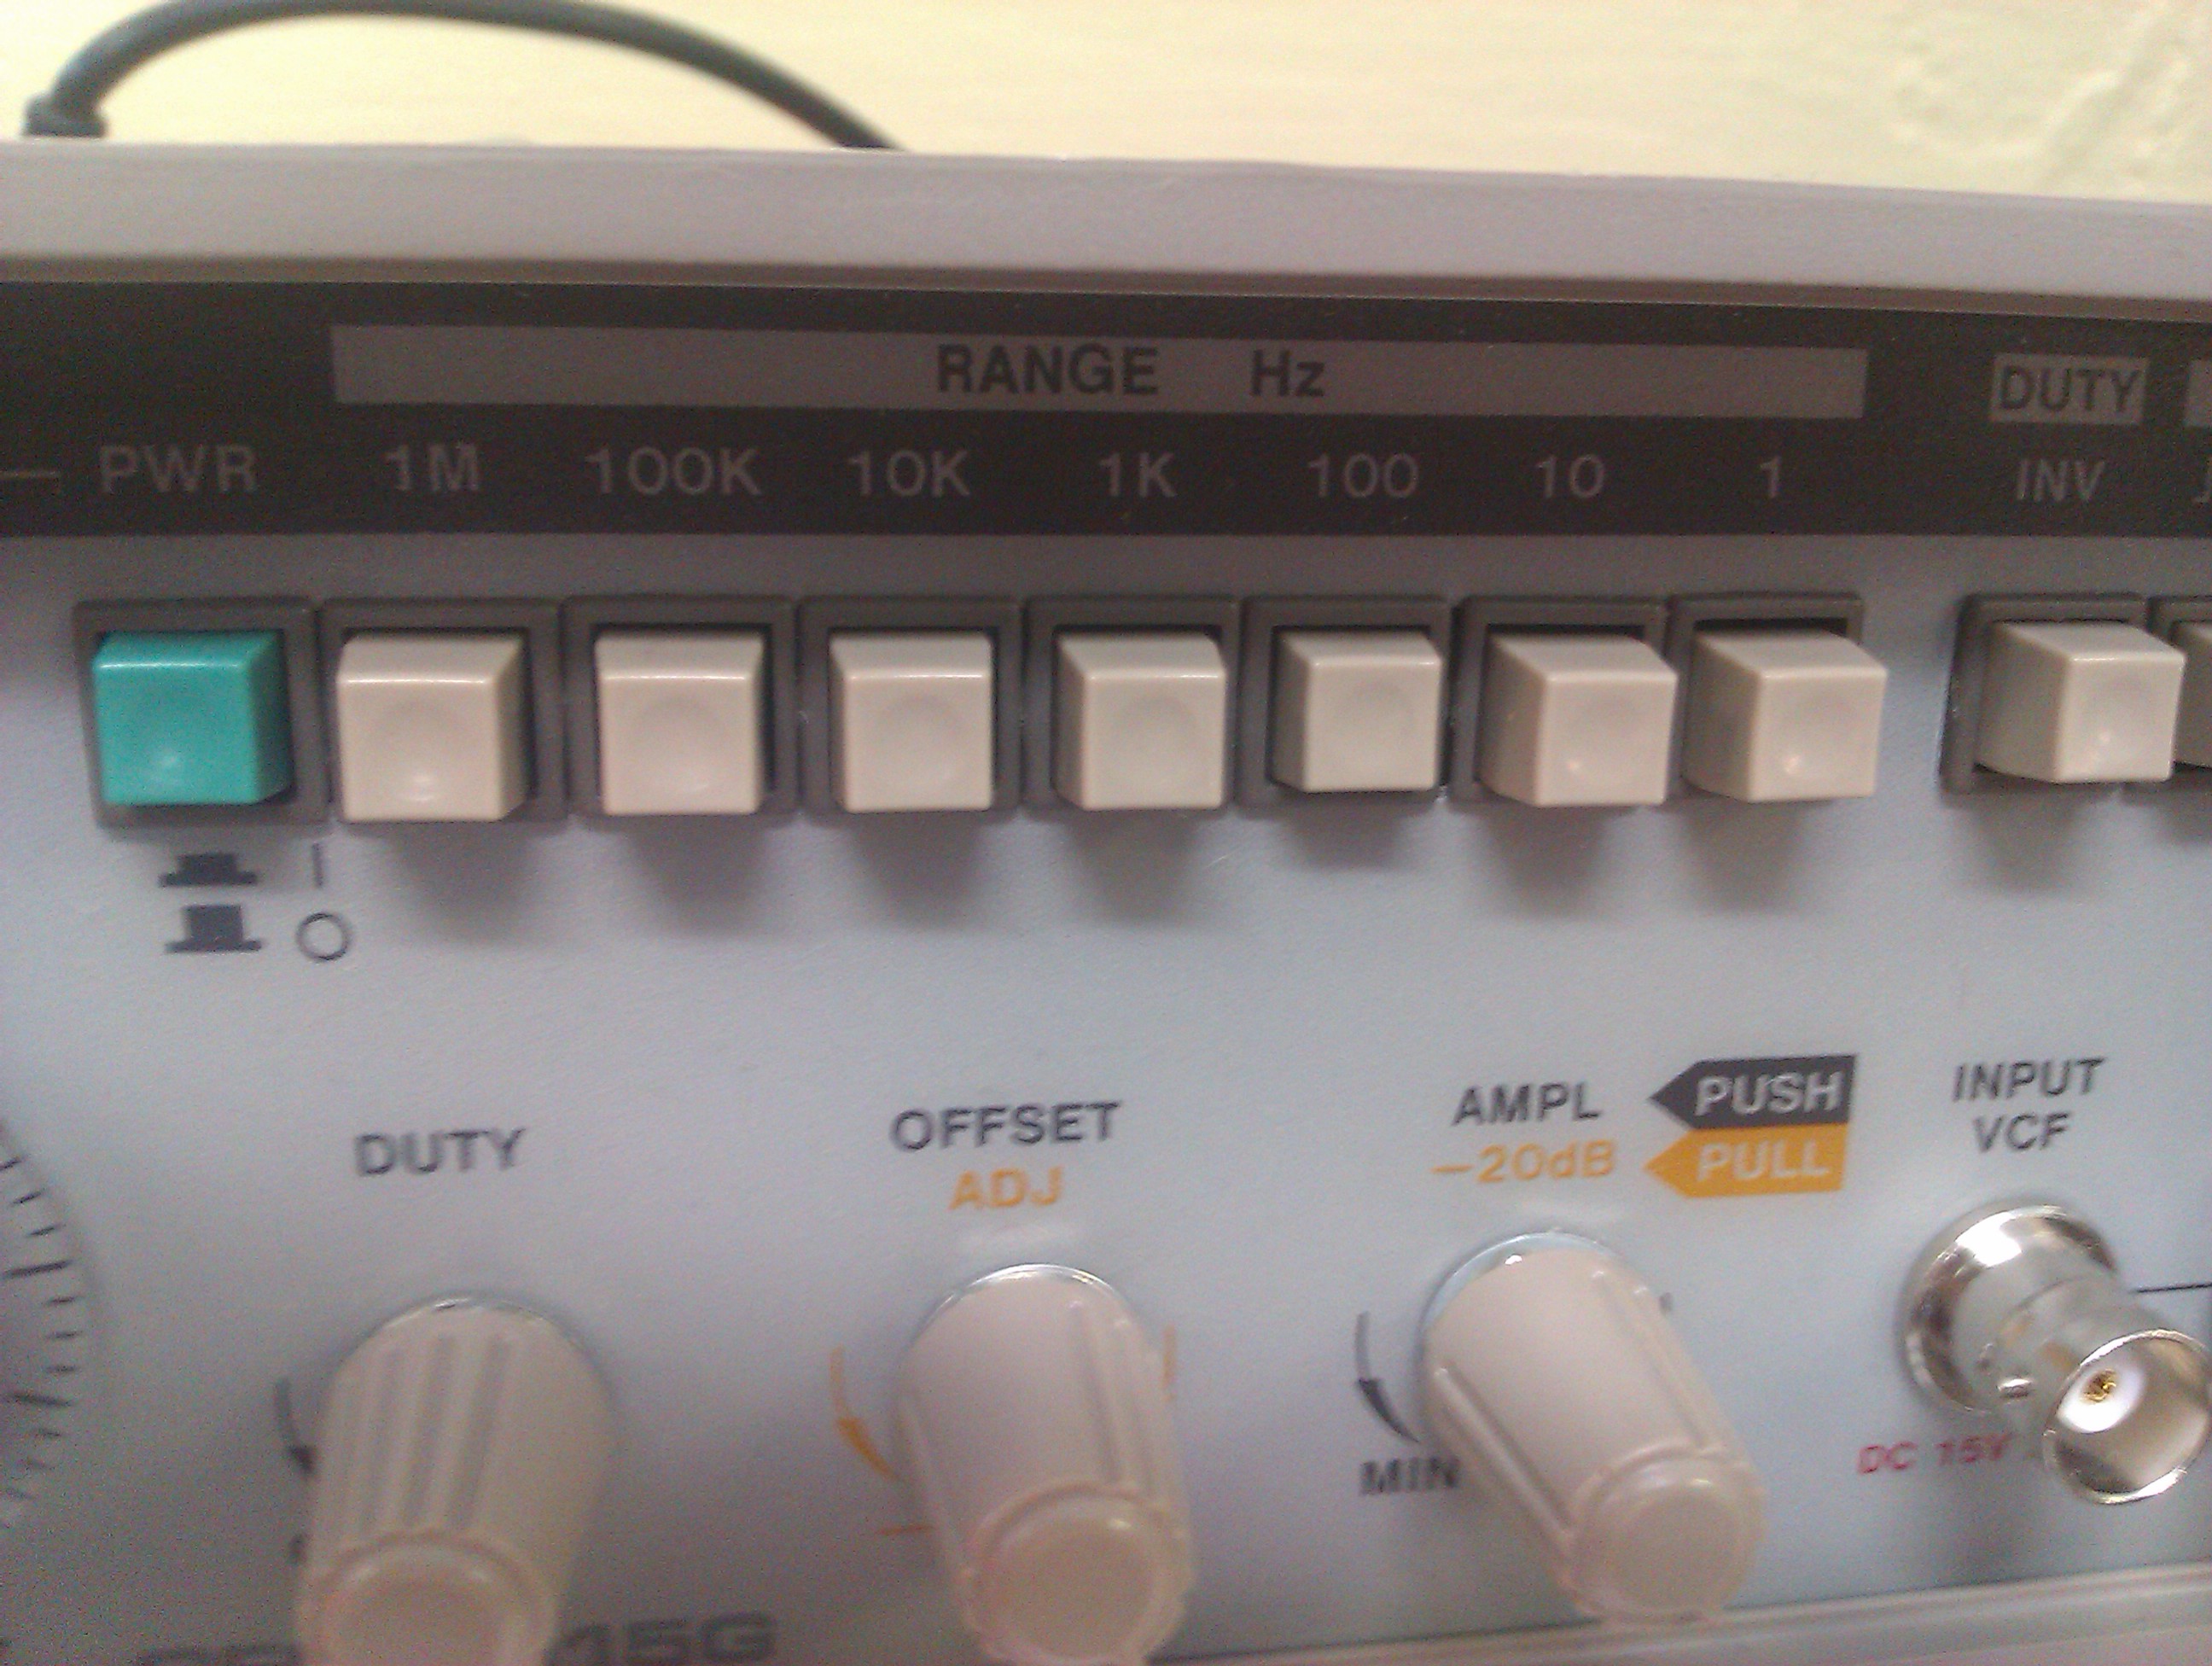 RANGE Hz
DUTY
PWR 1M 100K 10K 1K 100 10 1 INV
I
O
DUTY
OFFSET
ADJ
AMPL PUSH
-20dB PULL
INPUT
VCF
MIN
DC 15V